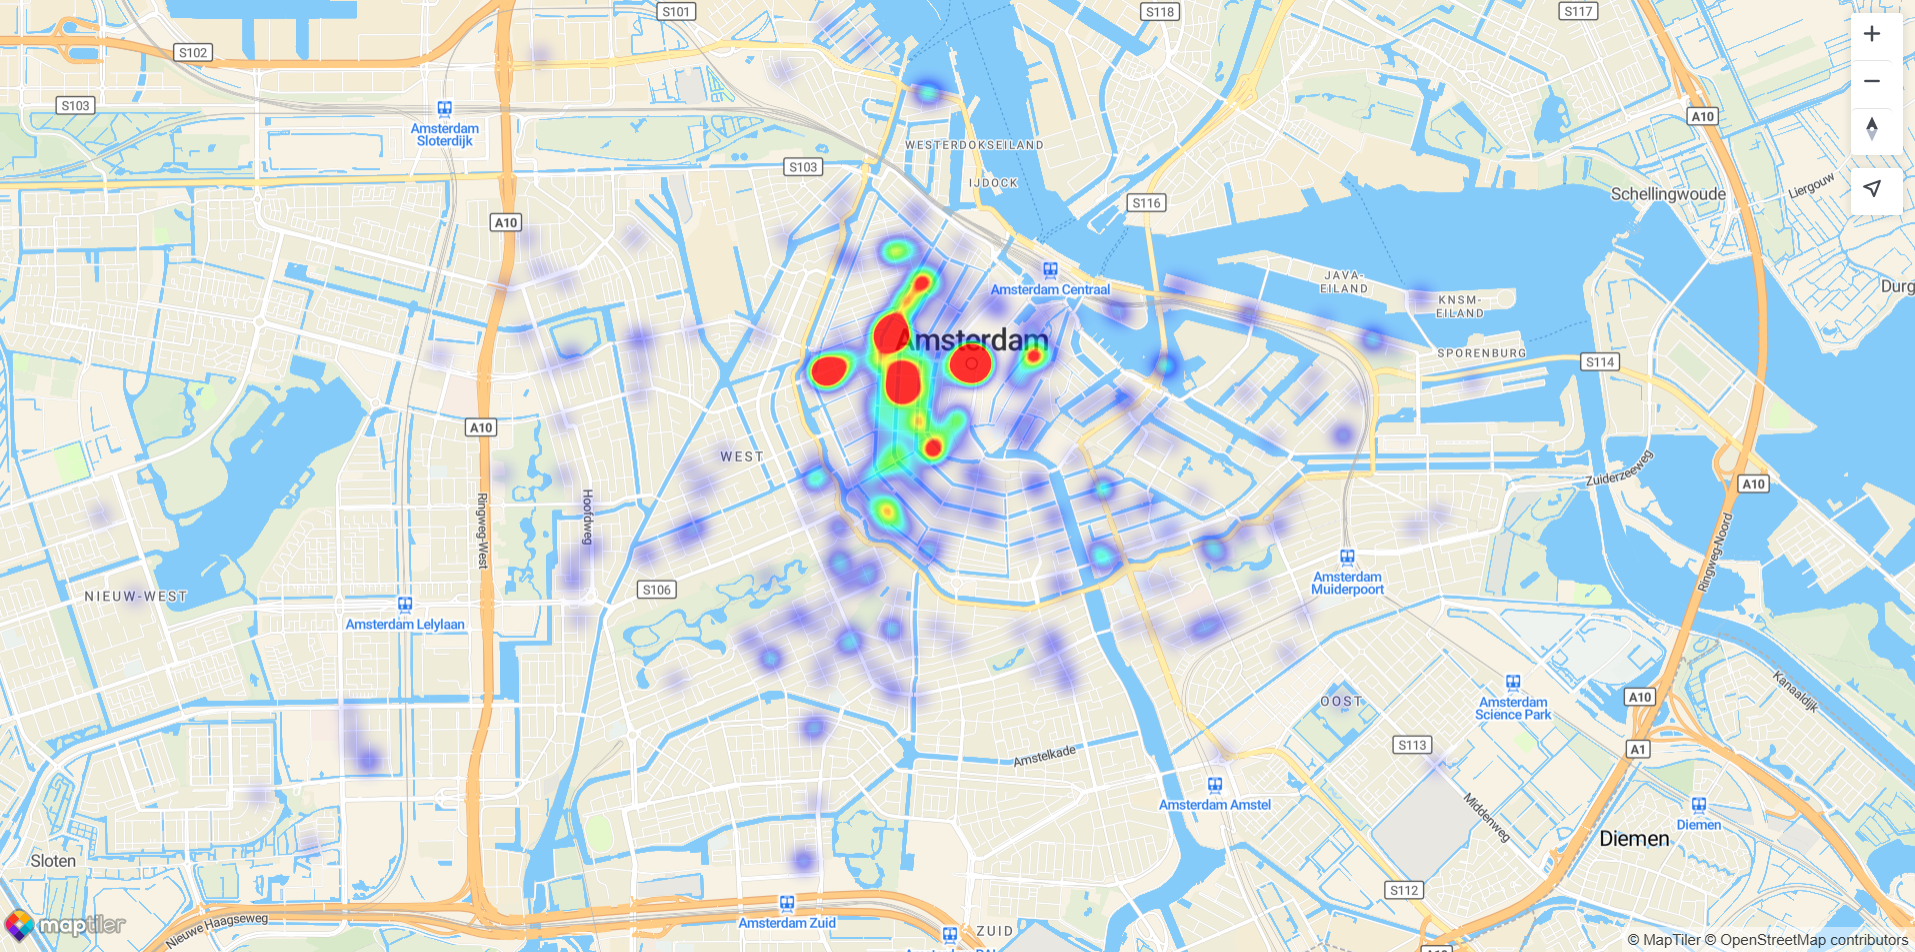 S101
S118
S117
S102
S103
A10
Amsterdam
Sloterdijk
WESTERDOKSEILAND
S103
IJDOCK
Liergouw
Schellingwoude
S116
A10
Amsterdam Centraal
JAVA-
EILAND
Durg
KNSM-
EILAND
Amsterdam
SPORENBURG
S114
A10
WEST
Zuiderzeeweg
A10
Ringweg-West
Hoofdweg
Ringweg-Noord
Amsterdam
Muiderpoort
S106
NIEUW-WEST
Amsterdam Lelylaan
Kanaaldijk
Amsterdam
Science Park
A10
OOST
S113
A1
Amstelkade
Amsterdam Amstel
Middenweg
Diemen
Diemen
Sloten
S112
Amsterdam Zuid
Nieuwe Haagseweg
maptiler
ZUID
A10
© MapTiler © OpenStreetMap contributors